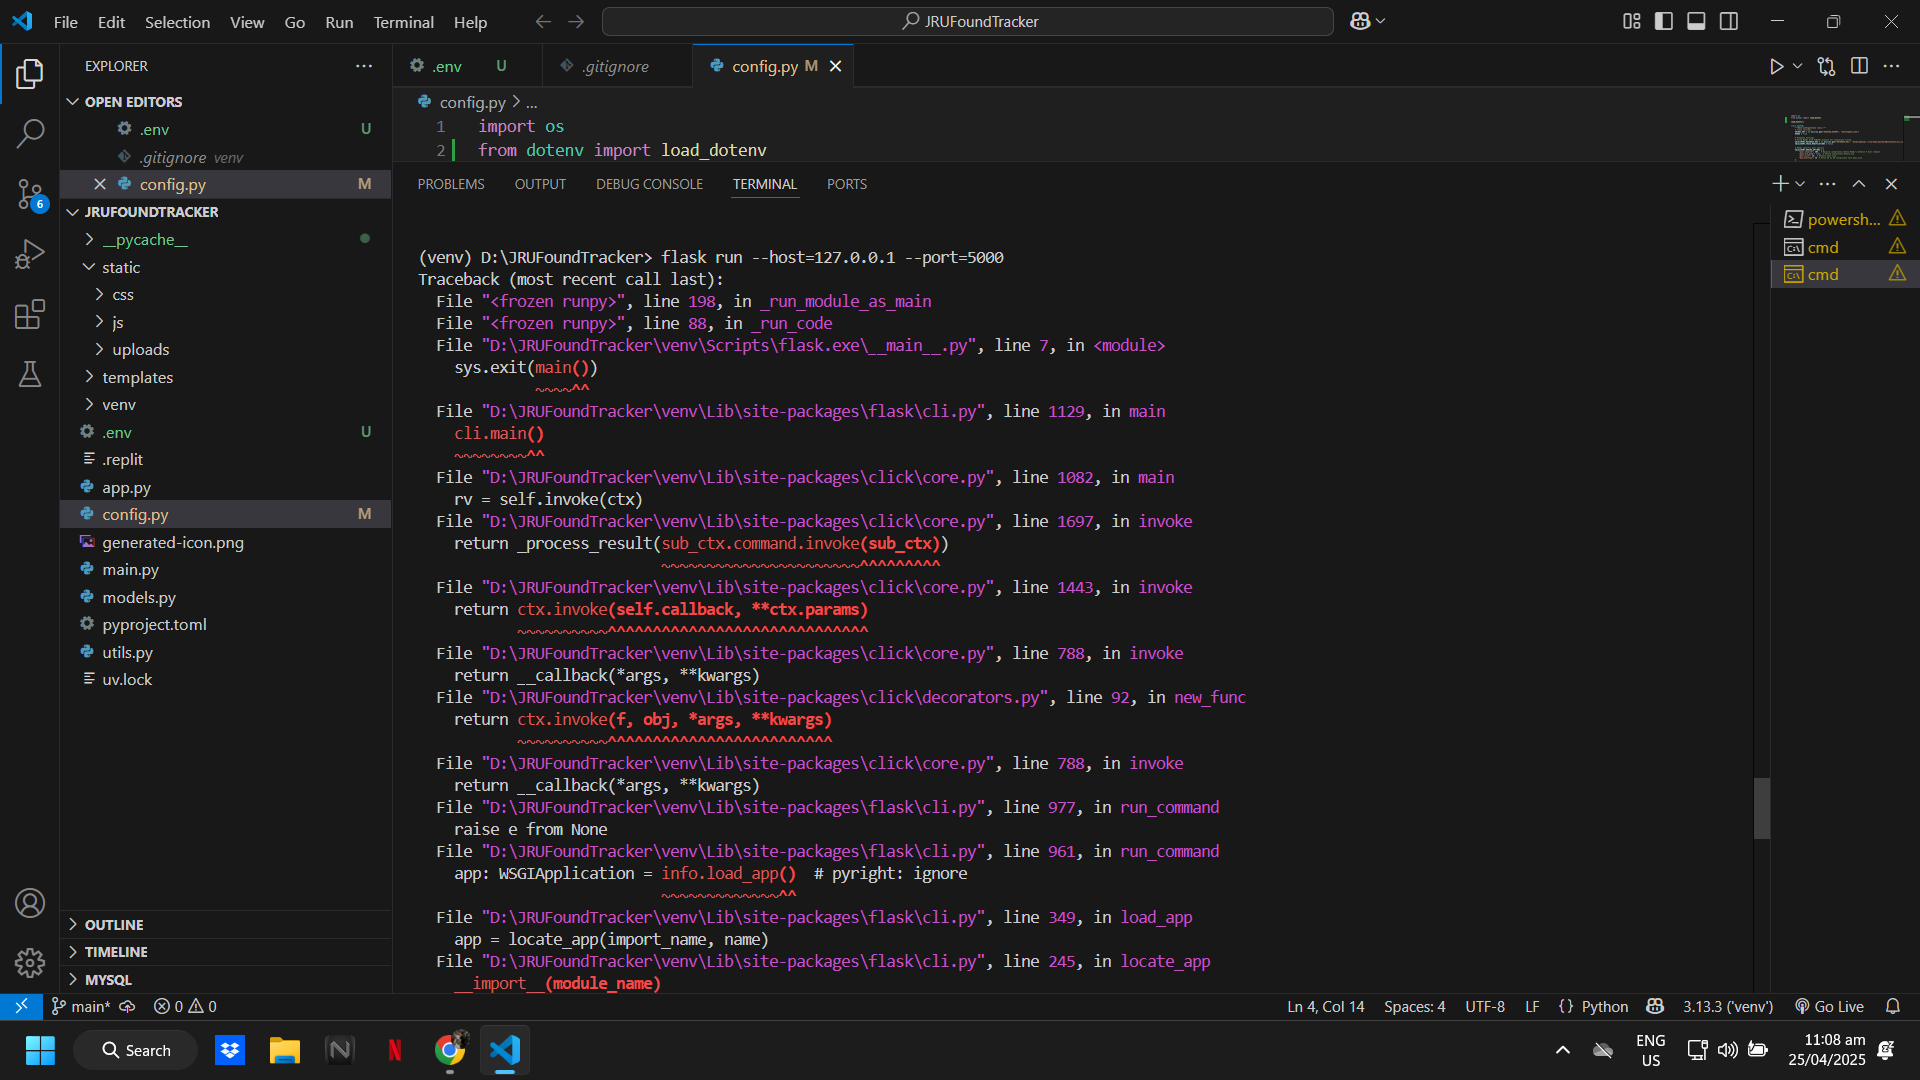 File Edit Selection View Go Run Terminal Help
JRUFoundTracker
EXPLORER
OPEN EDITORS
.env U
.gitignore venv
config.py M
JRUFOUNDTRACKER
__pycache__
static
css
js
uploads
templates
venv
.env U
.replit
app.py
config.py M
generated-icon.png
main.py
models.py
pyproject.toml
utils.py
uv.lock
OUTLINE
TIMELINE
MYSQL
.env U .gitignore config.py M
config.py > ...
1 import os
2 from dotenv import load_dotenv
PROBLEMS OUTPUT DEBUG CONSOLE TERMINAL PORTS
(venv) D:\JRUFoundTracker> flask run --host=127.0.0.1 --port=5000
Traceback (most recent call last):
File "<frozen runpy>", line 198, in _run_module_as_main
File "<frozen runpy>", line 88, in _run_code
File "D:\JRUFoundTracker\venv\Scripts\flask.exe\__main__.py", line 7, in <module>
sys.exit(main())
~~~~^^
File "D:\JRUFoundTracker\venv\Lib\site-packages\flask\cli.py", line 1129, in main
cli.main()
~~~~~~~~^^
File "D:\JRUFoundTracker\venv\Lib\site-packages\click\core.py", line 1082, in main
rv = self.invoke(ctx)
File "D:\JRUFoundTracker\venv\Lib\site-packages\click\core.py", line 1697, in invoke
return _process_result(sub_ctx.command.invoke(sub_ctx))
~~~~~~~~~~~~~~~~~~~~~~^^^^^^^^^
File "D:\JRUFoundTracker\venv\Lib\site-packages\click\core.py", line 1443, in invoke
return ctx.invoke(self.callback, **ctx.params)
~~~~~~~~~~^^^^^^^^^^^^^^^^^^^^^^^^^^^^^
File "D:\JRUFoundTracker\venv\Lib\site-packages\click\core.py", line 788, in invoke
return __callback(*args, **kwargs)
File "D:\JRUFoundTracker\venv\Lib\site-packages\click\decorators.py", line 92, in new_func
return ctx.invoke(f, obj, *args, **kwargs)
~~~~~~~~~~^^^^^^^^^^^^^^^^^^^^^^^^^
File "D:\JRUFoundTracker\venv\Lib\site-packages\click\core.py", line 788, in invoke
return __callback(*args, **kwargs)
File "D:\JRUFoundTracker\venv\Lib\site-packages\flask\cli.py", line 977, in run_command
raise e from None
File "D:\JRUFoundTracker\venv\Lib\site-packages\flask\cli.py", line 961, in run_command
app: WSGIApplication = info.load_app() # pyright: ignore
~~~~~~~~~~~~~^^
File "D:\JRUFoundTracker\venv\Lib\site-packages\flask\cli.py", line 349, in load_app
app = locate_app(import_name, name)
File "D:\JRUFoundTracker\venv\Lib\site-packages\flask\cli.py", line 245, in locate_app
__import__(module_name)
powersh...
cmd
cmd
6
main* 0 0 Ln 4, Col 14 Spaces: 4 UTF-8 LF {} Python 3.13.3 ('venv') Go Live
Search
ENG
US
11:08 am
25/04/2025